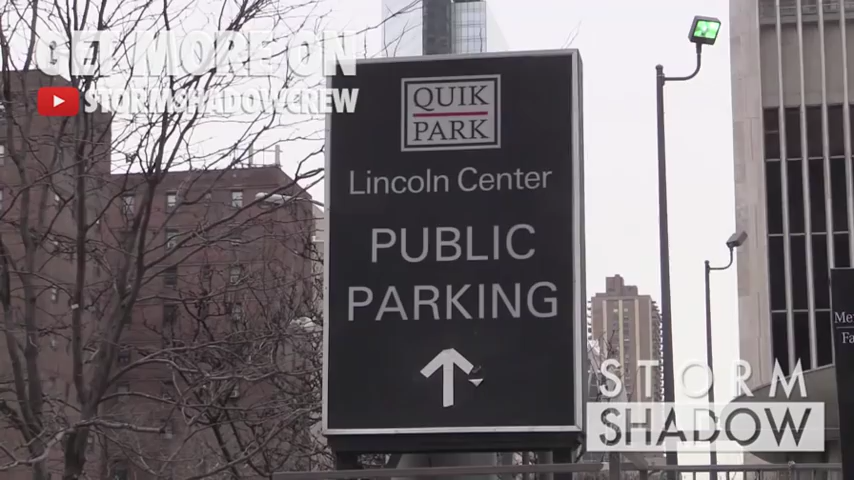 GET MORE ON
STORMSHADOWCREW
QUIK
PARK
Lincoln Center
PUBLIC
PARKING
STORM
SHADOW